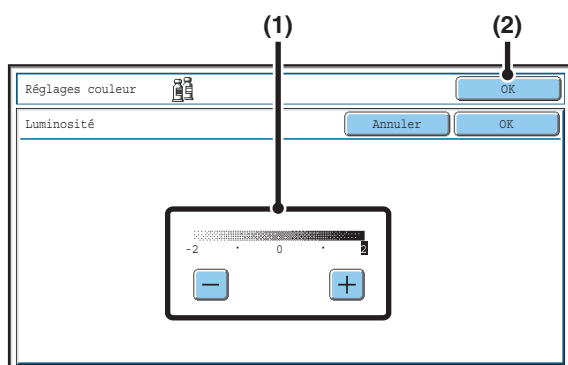 (1) (2)
Réglages couleur OK
Luminosité Annuler OK
-2 · 0 · 2
− +